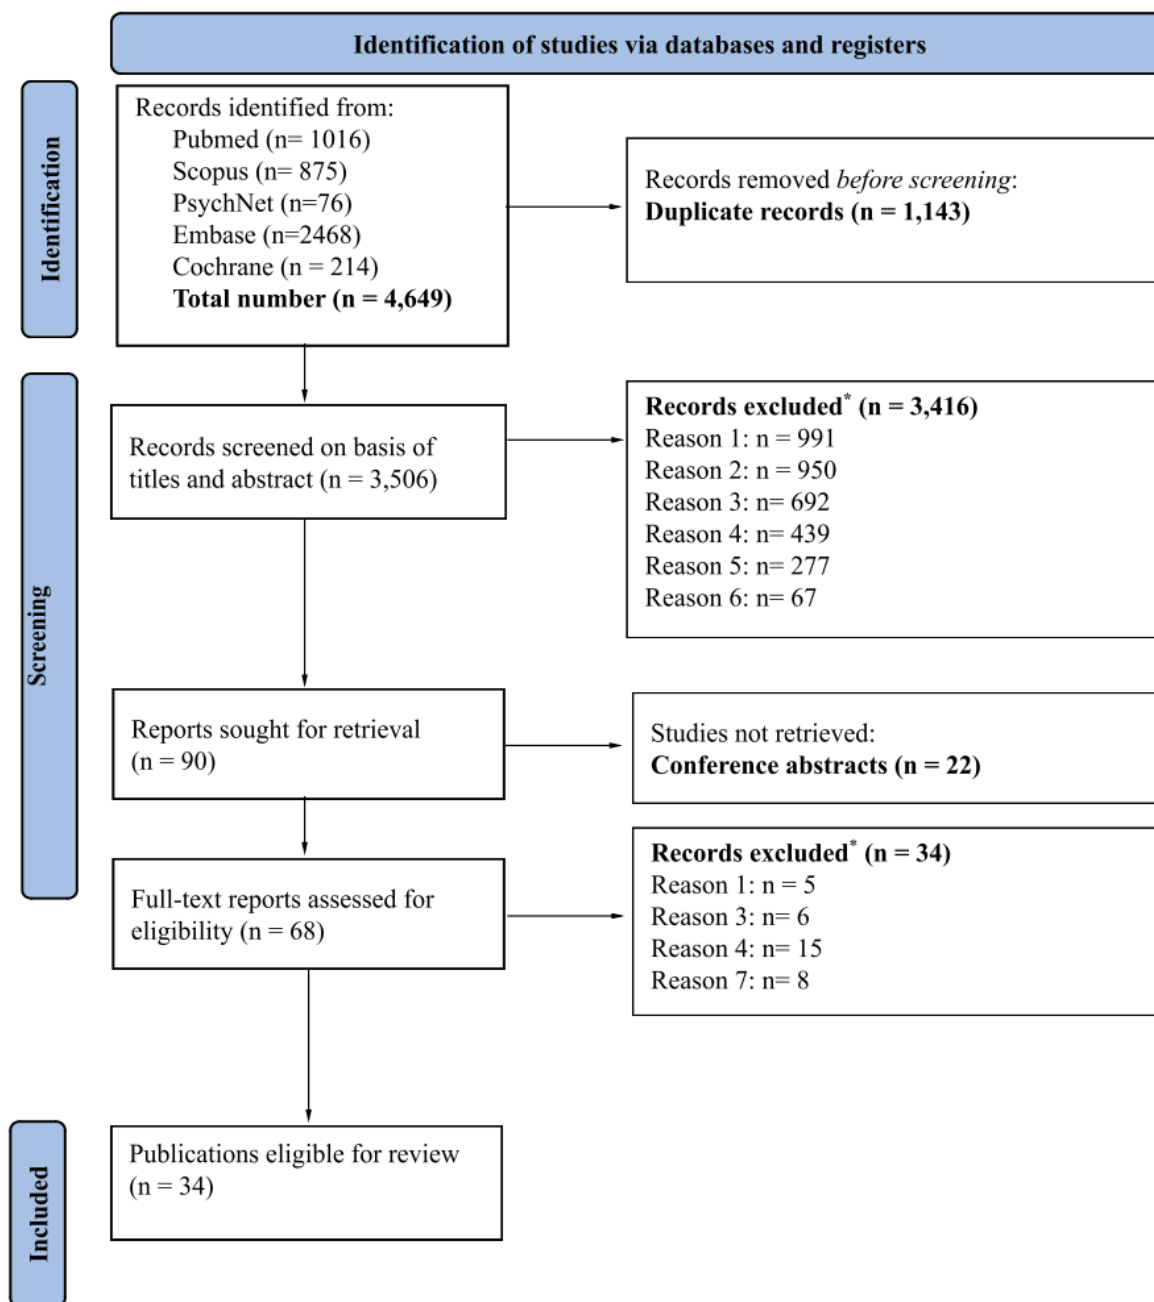 Identification of studies via databases and registers
Identification
Records identified from:
Pubmed (n= 1016)
Scopus (n= 875)
PsychNet (n=76)
Embase (n=2468)
Cochrane (n = 214)
Total number (n = 4,649)
Records removed before screening:
Duplicate records (n = 1,143)
Screening
Records screened on basis of
titles and abstract (n = 3,506)
Records excluded* (n = 3,416)
Reason 1: n = 991
Reason 2: n = 950
Reason 3: n= 692
Reason 4: n= 439
Reason 5: n= 277
Reason 6: n= 67
Reports sought for retrieval
(n = 90)
Studies not retrieved:
Conference abstracts (n = 22)
Full-text reports assessed for
eligibility (n = 68)
Records excluded* (n = 34)
Reason 1: n = 5
Reason 3: n= 6
Reason 4: n= 15
Reason 7: n= 8
Included
Publications eligible for review
(n = 34)